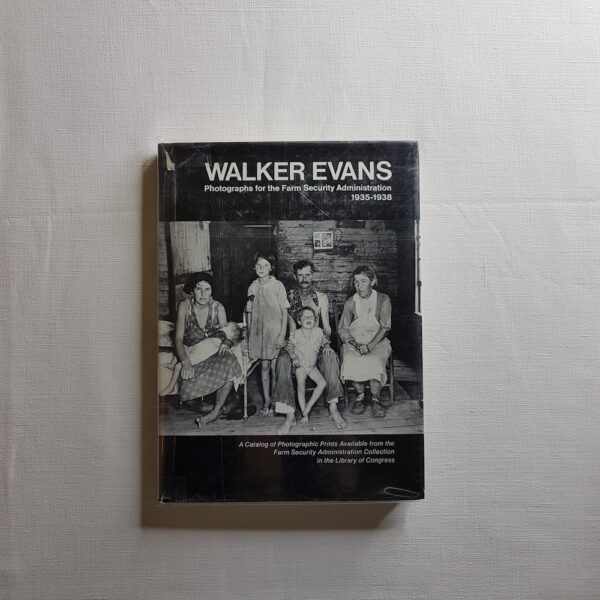 WALKER EVANS
Photographs for the Farm Security Administration
1935-1938
A Catalog of Photographic Prints Available from the
Farm Security Administration Collection
in the Library of Congress